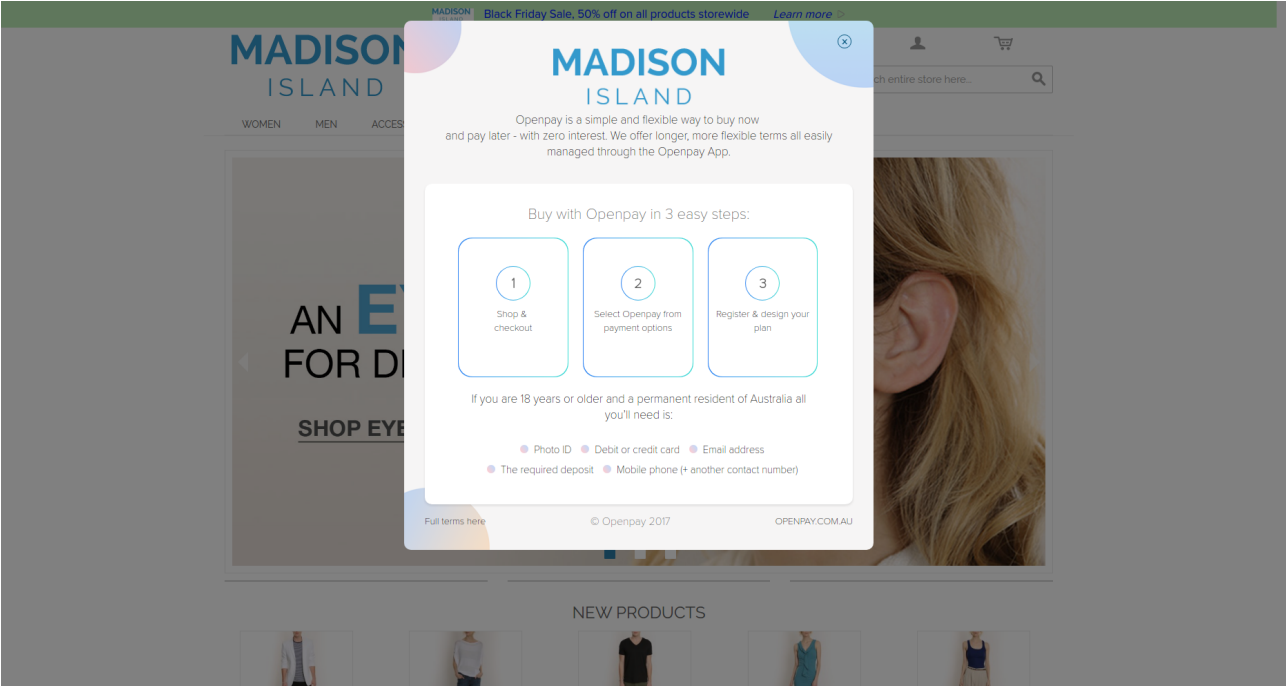 MADISON
ISLAND
Black Friday Sale, 50% off on all products storewide
Learn more
MADISON
ISLAND
WOMEN
MEN
entire store here...
AN
FOR
SHOP
MADISON
ISLAND
Openpay is a simple and flexible way to buy now
and pay later - with zero interest. We offer longer, more flexible terms all easily
managed through the Openpay App.
Buy with Openpay in 3 easy steps:
1
Shop &
checkout
2
Select Openpay from
payment options
3
Register & design your
plan
If you are 18 years or older and a permanent resident of Australia all
you'll need is:
Photo ID
Debit or credit card
Email address
The required deposit
Mobile phone (+ another contact number)
Full terms here
© Openpay 2017
OPENPAY.COM.AU
NEW PRODUCTS